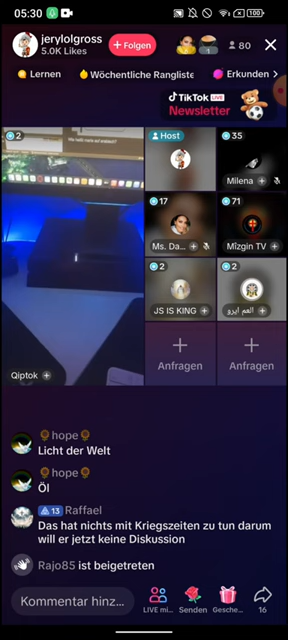 05:30
100
jerylolgross
5.0K Likes
+ Folgen
1
80
Lernen
Wöchentliche Rangliste
Erkunden
TikTok LIVE
Newsletter
2
Host
35
Milena
17
Ms. Da...
71
Mîzgin TV
2
JS IS KING
2
العم ايرو
Qiptok
Anfragen
Anfragen
hope
Licht der Welt
hope
Öl
13 Raffael
Das hat nichts mit Kriegszeiten zu tun darum
will er jetzt keine Diskussion
Rajo85 ist beigetreten
Kommentar hinz...
LIVE mi...
Senden
Gesche...
16